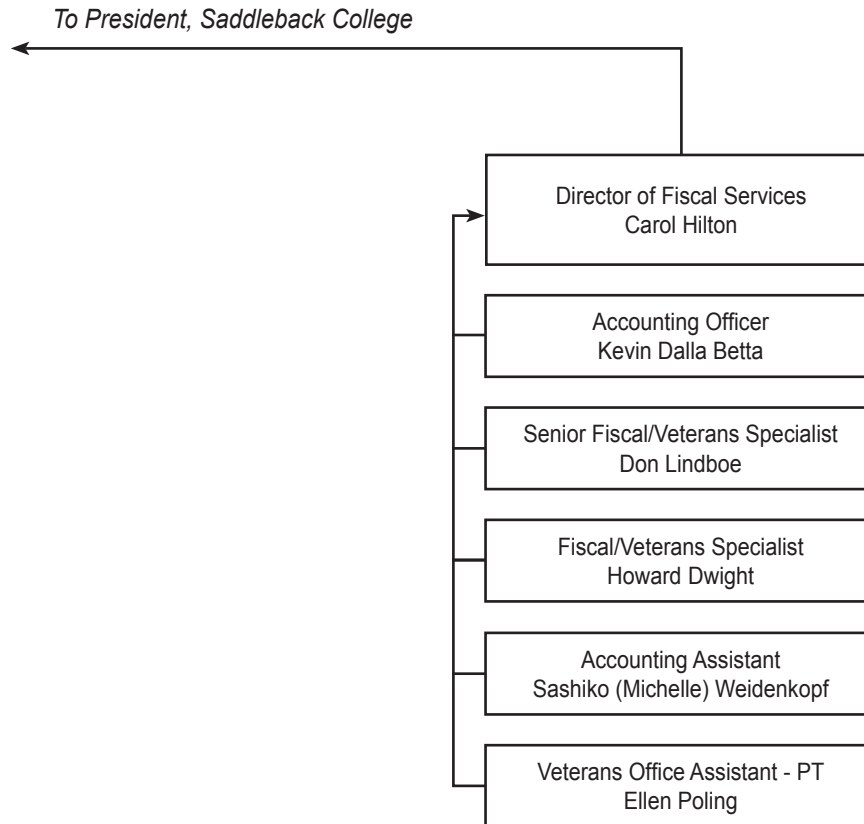 To President, Saddleback College
Director of Fiscal Services
Carol Hilton
Accounting Officer
Kevin Dalla Betta
Senior Fiscal/Veterans Specialist
Don Lindboe
Fiscal/Veterans Specialist
Howard Dwight
Accounting Assistant
Sashiko (Michelle) Weidenkopf
Veterans Office Assistant - PT
Ellen Poling